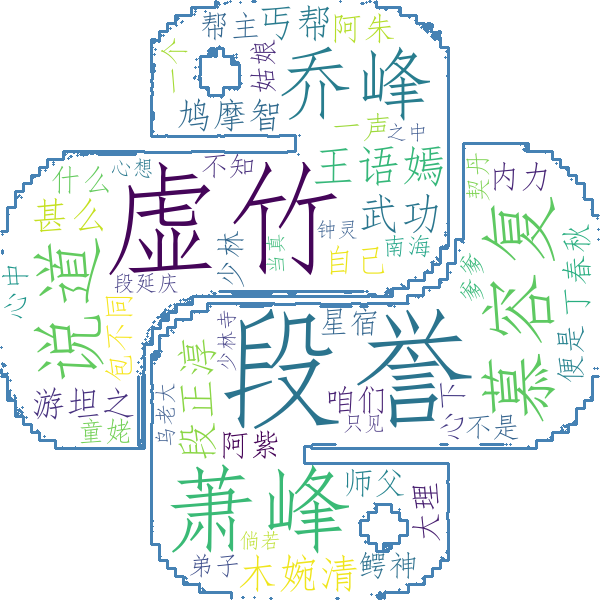 帮主
丐帮
阿朱
一个
姑娘
乔峰
鸠摩智
一声
之中
王语嫣
契丹
内力
什么
心想
不知
虚竹
武功
甚么
少林
钟灵
南海
当真
自己
慕容复
爹爹
丁春秋
心中
说道
段延庆
包不同
少林寺
星宿
段誉
便是
游坦之
童姥
乌老大
段正淳
咱们
只见
心下
不是
阿紫
萧峰
师父
大理
倘若
弟子
木婉清
鳄神